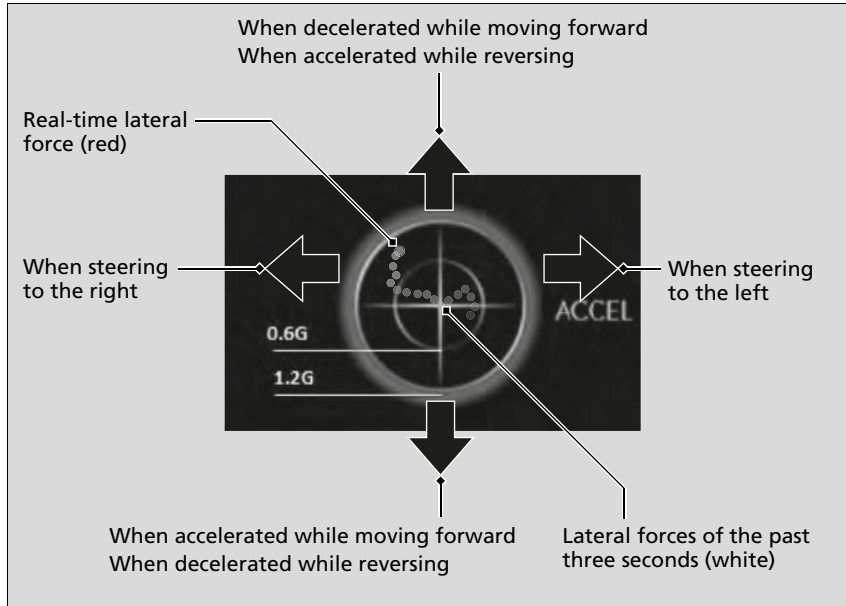 When decelerated while moving forward
When accelerated while reversing
Real-time lateral
force (red)
When steering
to the right
When steering
to the left
ACCEL
0.6G
1.2G
When accelerated while moving forward
When decelerated while reversing
Lateral forces of the past
three seconds (white)